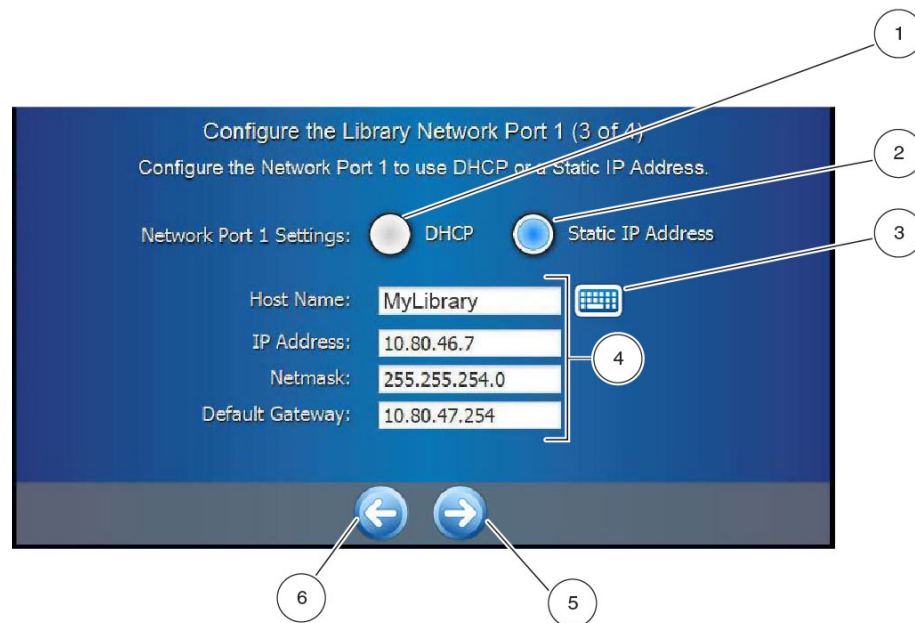 1
Configure the Library Network Port 1 (3 of 4)
Configure the Network Port 1 to use DHCP or a Static IP Address.
2
Network Port 1 Settings: DHCP Static IP Address
3
Host Name: MyLibrary
IP Address: 10.80.46.7
4
Netmask: 255.255.254.0
Default Gateway: 10.80.47.254
6
5